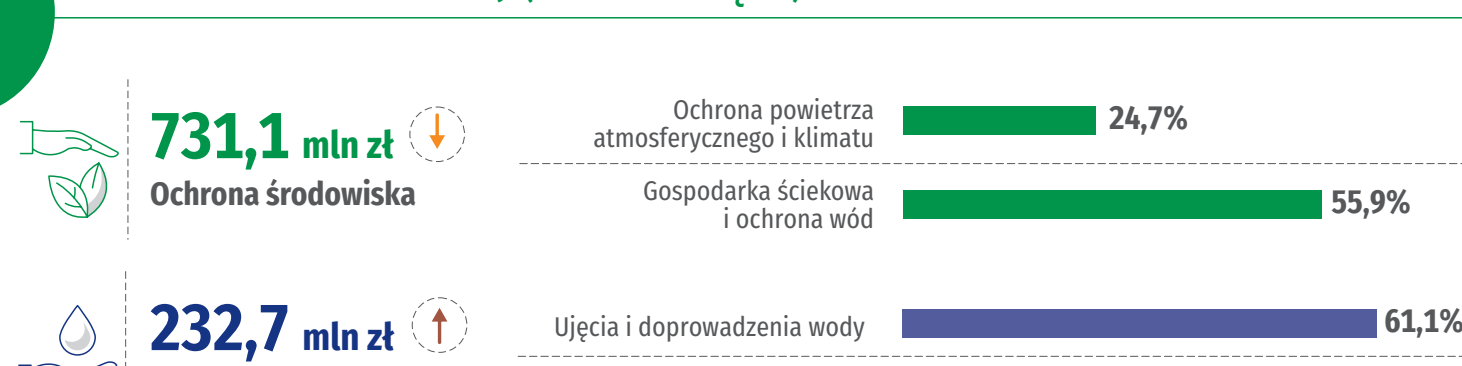 731,1 mln zł
Ochrona środowiska
Ochrona powietrza
atmosferycznego i klimatu
24,7%
Gospodarka ściekowa
i ochrona wód
55,9%
232,7 mln zł
Ujęcia i doprowadzenia wody
61,1%